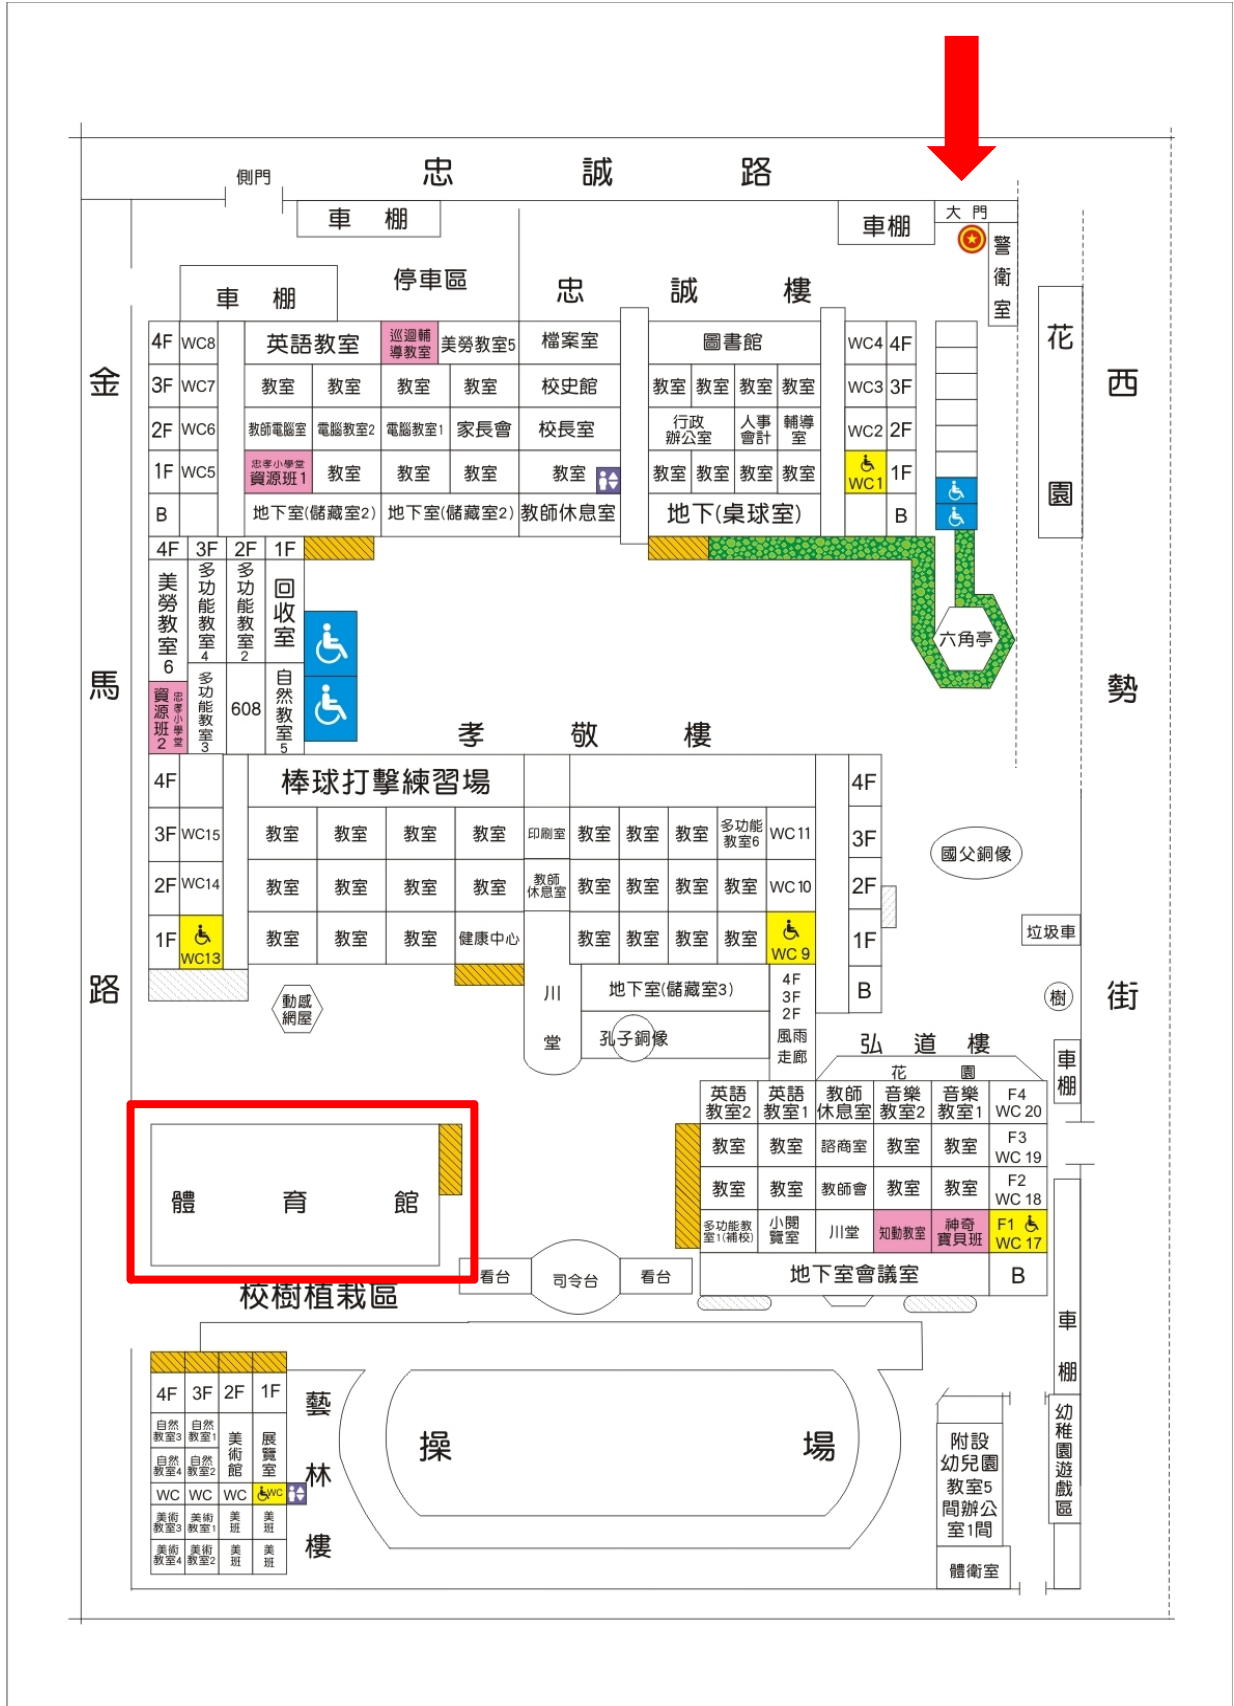 忠 誠 路
側門
車 棚
車棚
大 門
警衛室
停車區
車 棚
忠 誠 樓
花 園
金 馬 路
西 勢 街
4F WC8 英語教室 巡迴輔導教室 美勞教室5 檔案室 圖書館 WC4 4F
3F WC7 教室 教室 教室 教室 校史館 教室 教室 教室 教室 WC3 3F
2F WC6 教師電腦室 電腦教室2 電腦教室1 家長會 校長室 行政辦公室 人事會計 輔導室 WC2 2F
1F WC5 忠孝小學堂 資源班1 教室 教室 教室 教室 教室 教室 教室 教室 WC1 1F
B 地下室(儲藏室2) 地下室(儲藏室2) 教師休息室 地下(桌球室) B
4F 3F 2F 1F
美勞教室6 多功能教室4 多功能教室2 回收室
忠孝小學堂 資源班2 多功能教室3 608 自然教室5
六角亭
孝 敬 樓
4F 棒球打擊練習場 4F
3F WC15 教室 教室 教室 教室 印刷室 教室 教室 教室 多功能教室6 WC11 3F
2F WC14 教室 教室 教室 教室 教師休息室 教室 教室 教室 教室 WC10 2F
1F WC13 教室 教室 教室 健康中心 教室 教室 教室 教室 WC 9 1F
國父銅像
垃圾車
樹
車棚
動感網屋
川堂
地下室(儲藏室3)
孔子銅像
4F
3F
2F
風雨走廊
B
弘 道 樓
花 園
英語教室2 英語教室1 教師休息室 音樂教室2 音樂教室1 F4 WC 20
教室 教室 諮商室 教室 教室 F3 WC 19
教室 教室 教師會 教室 教室 F2 WC 18
多功能教室1(補校) 小閱覽室 川堂 知動教室 神奇寶貝班 F1 WC 17
地下室會議室 B
體 育 館
看台 司令台 看台
校樹植栽區
車 棚
4F 3F 2F 1F
自然教室3 自然教室1 美術館 展覽室
自然教室4 自然教室2
WC WC WC WC
美術教室3 美術教室1 美班 美班
美術教室4 美術教室2 美班 美班
藝 林 樓
操 場
附設
幼兒園
教室5
間辦公
室1間
體衛室
幼稚園遊戲區